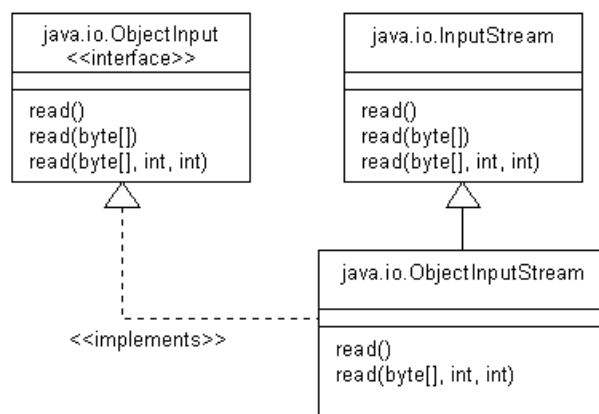 java.io.ObjectInput
<<interface>>
read()
read(byte[])
read(byte[], int, int)
java.io.InputStream
read()
read(byte[])
read(byte[], int, int)
<<implements>>
java.io.ObjectInputStream
read()
read(byte[], int, int)